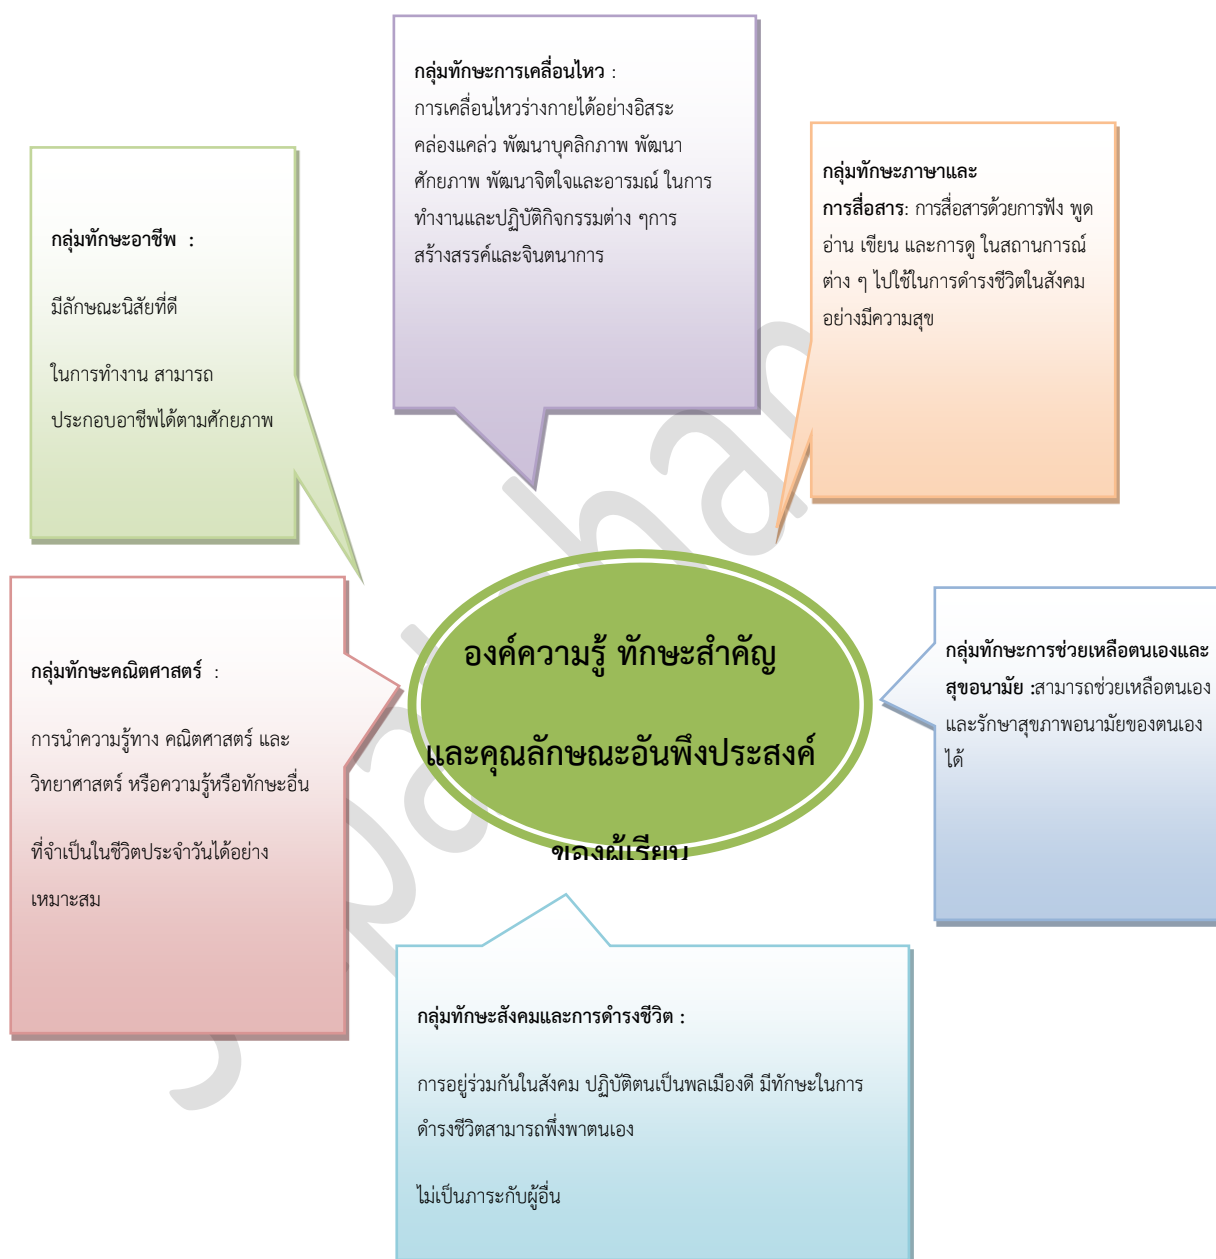 กลุ่มทักษะการเคลื่อนไหว :
การเคลื่อนไหวร่างกายได้อย่างอิสระ
คล่องแคล่ว พัฒนาบุคลิกภาพ พัฒนา
ศักยภาพ พัฒนาจิตใจและอารมณ์ ในการ
ทำงานและปฏิบัติกิจกรรมต่าง ๆการ
สร้างสรรค์และจินตนาการ
กลุ่มทักษะภาษาและ
การสื่อสาร: การสื่อสารด้วยการฟัง พูด
อ่าน เขียน และการดู ในสถานการณ์
ต่าง ๆ ไปใช้ในการดำรงชีวิตในสังคม
อย่างมีความสุข
กลุ่มทักษะอาชีพ :
มีลักษณะนิสัยที่ดี
ในการทำงาน สามารถ
ประกอบอาชีพได้ตามศักยภาพ
องค์ความรู้ ทักษะสำคัญ
และคุณลักษณะอันพึงประสงค์
ของผู้เรียน
กลุ่มทักษะการช่วยเหลือตนเองและ
สุขอนามัย :สามารถช่วยเหลือตนเอง
และรักษาสุขภาพอนามัยของตนเอง
ได้
กลุ่มทักษะคณิตศาสตร์ :
การนำความรู้ทาง คณิตศาสตร์ และ
วิทยาศาสตร์ หรือความรู้หรือทักษะอื่น
ที่จำเป็นในชีวิตประจำวันได้อย่าง
เหมาะสม
กลุ่มทักษะสังคมและการดำรงชีวิต :
การอยู่ร่วมกันในสังคม ปฏิบัติตนเป็นพลเมืองดี มีทักษะในการ
ดำรงชีวิตสามารถพึ่งพาตนเอง
ไม่เป็นภาระกับผู้อื่น